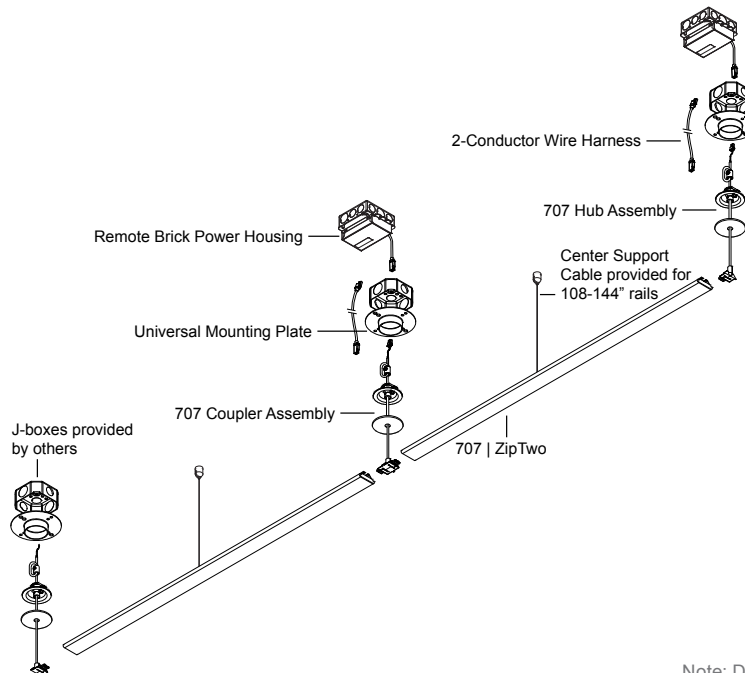 2-Conductor Wire Harness
707 Hub Assembly
Remote Brick Power Housing
Center Support
Cable provided for
108-144” rails
Universal Mounting Plate
707 Coupler Assembly
707 | ZipTwo
J-boxes provided
by others
Note: D